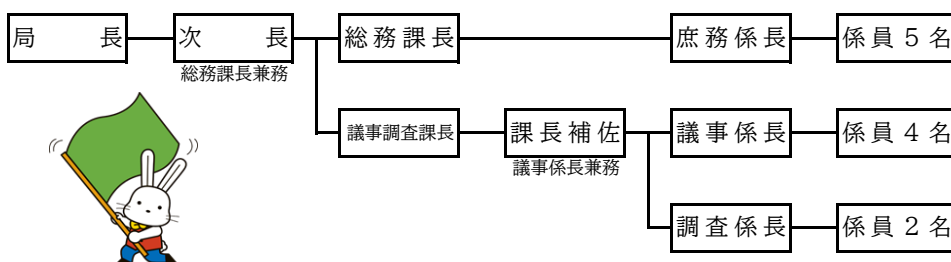 局長 次長 総務課長 庶務係長 係員５名
総務課長兼務
議事調査課長 課長補佐 議事係長 係員４名
議事係長兼務
調査係長 係員２名